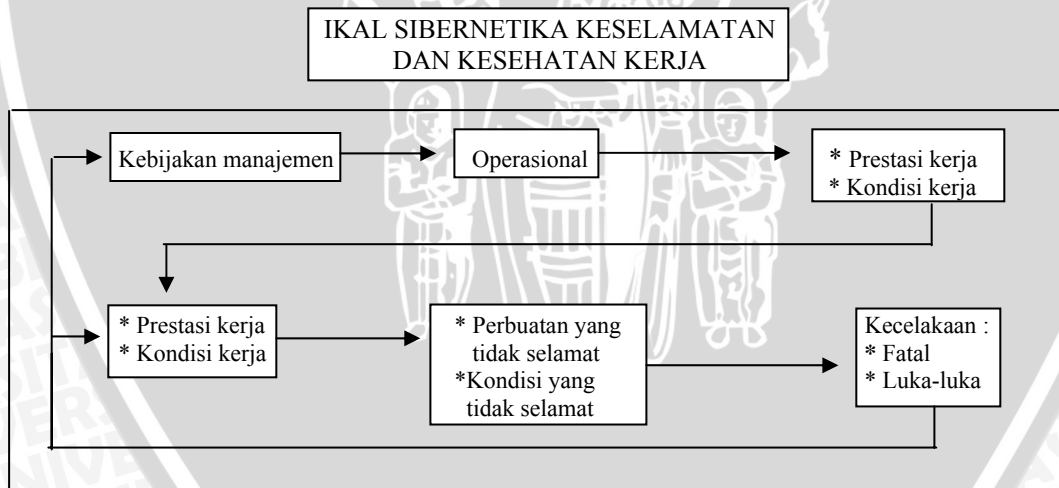 IKAL SIBERNETIKA KESELAMATAN
DAN KESEHATAN KERJA
Kebijakan manajemen
Operasional
* Prestasi kerja
* Kondisi kerja
* Prestasi kerja
* Kondisi kerja
* Perbuatan yang
tidak selamat
*Kondisi yang
tidak selamat
Kecelakaan :
* Fatal
* Luka-luka